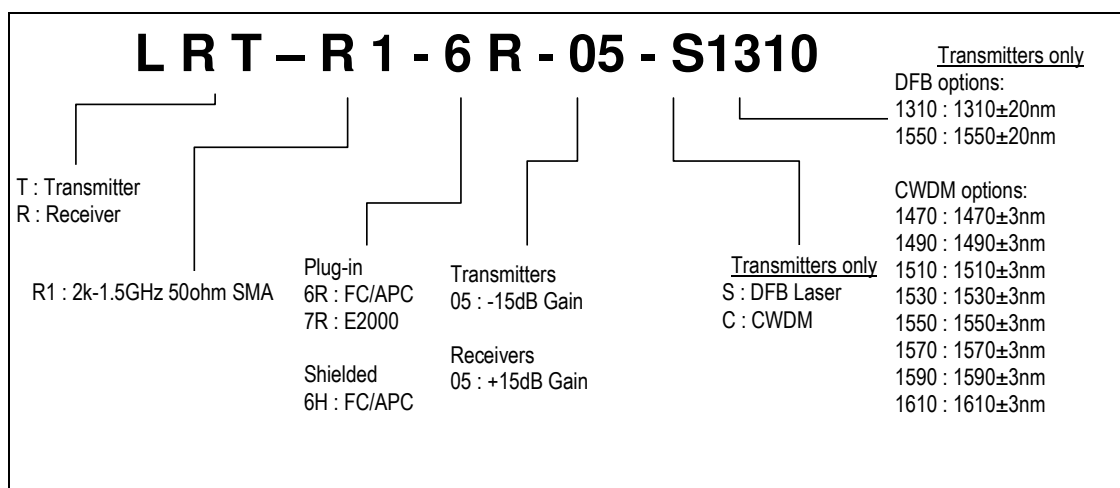 L R T – R 1 - 6 R - 05 - S1310
T : Transmitter
R : Receiver
R1 : 2k-1.5GHz 50ohm SMA
Plug-in
6R : FC/APC
7R : E2000
Shielded
6H : FC/APC
Transmitters
05 : -15dB Gain
Receivers
05 : +15dB Gain
Transmitters only
S : DFB Laser
C : CWDM
Transmitters only
DFB options:
1310 : 1310±20nm
1550 : 1550±20nm
CWDM options:
1470 : 1470±3nm
1490 : 1490±3nm
1510 : 1510±3nm
1530 : 1530±3nm
1550 : 1550±3nm
1570 : 1570±3nm
1590 : 1590±3nm
1610 : 1610±3nm